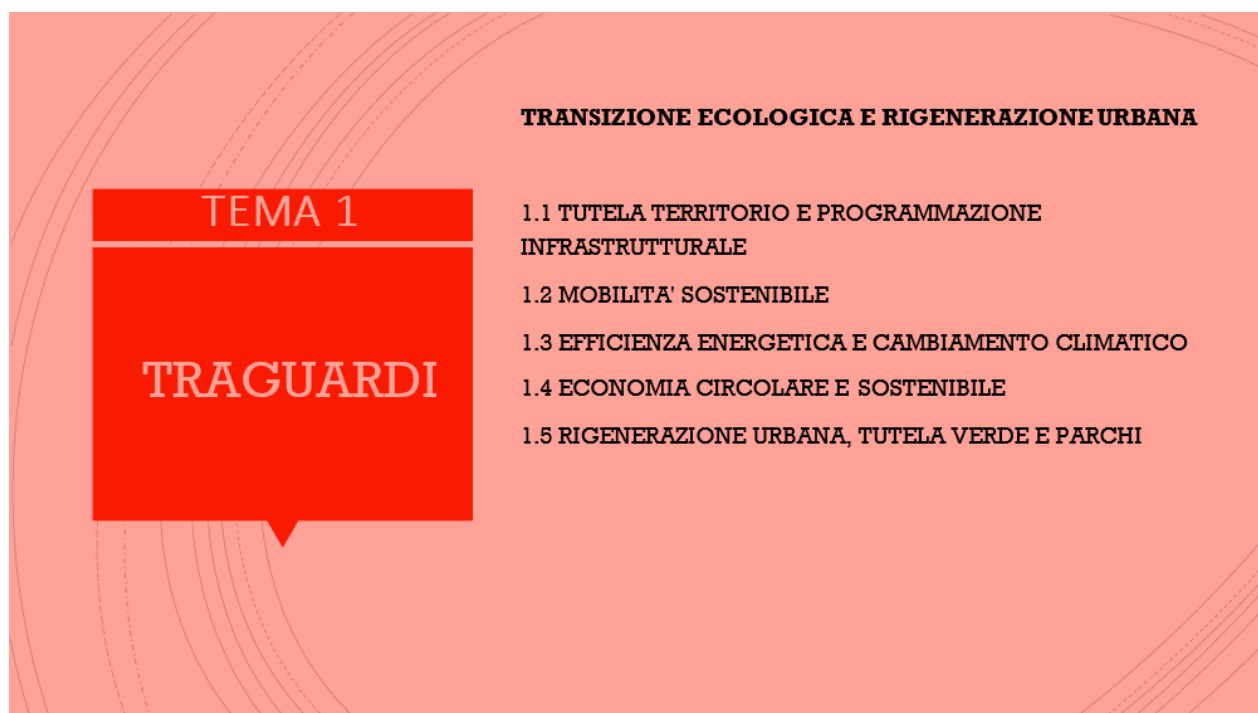 TEMA 1
TRAGUARDI
TRANSIZIONE ECOLOGICA E RIGENERAZIONE URBANA
1.1 TUTELA TERRITORIO E PROGRAMMAZIONE
INFRASTRUTTURALE
1.2 MOBILITA' SOSTENIBILE
1.3 EFFICIENZA ENERGETICA E CAMBIAMENTO CLIMATICO
1.4 ECONOMIA CIRCOLARE E SOSTENIBILE
1.5 RIGENERAZIONE URBANA, TUTELA VERDE E PARCHI